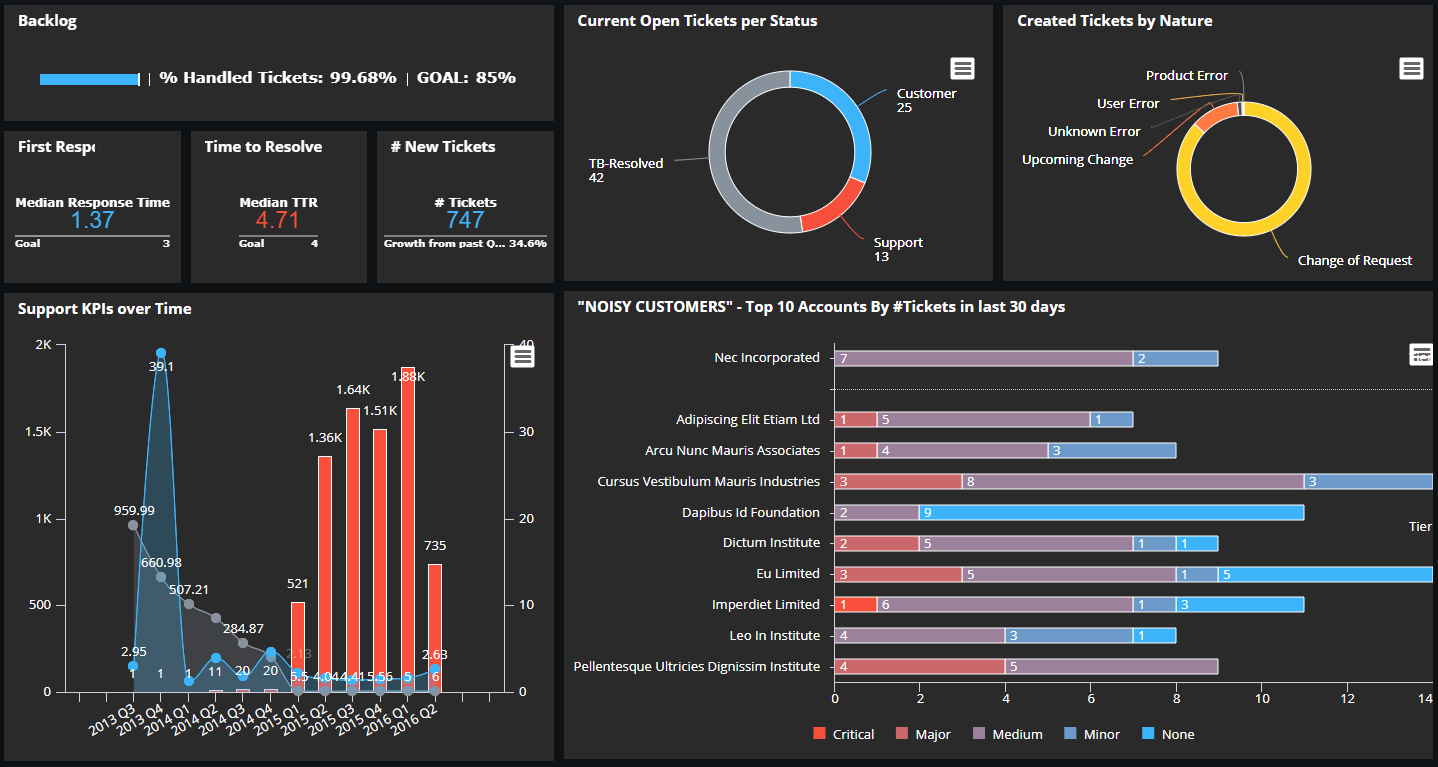 Backlog
% Handled Tickets: 99.68% | GOAL: 85%
First Resp
Median Response Time
1.37
Goal 3
Time to Resolve
Median TTR
4.71
Goal 4
# New Tickets
# Tickets
747
Growth from past Q... 34.6%
Current Open Tickets per Status
Customer
25
TB-Resolved
42
Support
13
Created Tickets by Nature
Product Error
User Error
Unknown Error
Upcoming Change
Change of Request
Support KPIs over Time
2K
1.5K
1K
500
0
40
30
20
10
0
39.1
1.88K
1.64K
1.51K
1.36K
959.99
735
660.98
507.21
521
284.87
2.95
2.13
2.63
1
1
1
11
20
20
5.5
4.04
4.41
5.56
5
6
2013 Q3
2013 Q4
2014 Q1
2014 Q2
2014 Q3
2014 Q4
2015 Q1
2015 Q2
2015 Q3
2015 Q4
2016 Q1
2016 Q2
"NOISY CUSTOMERS" - Top 10 Accounts By #Tickets in last 30 days
Nec Incorporated 7 2
Adipiscing Elit Etiam Ltd 1 5 1
Arcu Nunc Mauris Associates 1 4 3
Cursus Vestibulum Mauris Industries 3 8 3
Dapibus Id Foundation 2 9
Tier
Dictum Institute 2 5 1 1
Eu Limited 3 5 1 5
Imperdiet Limited 1 6 1 3
Leo In Institute 4 3 1
Pellentesque Ultricies Dignissim Institute 4 5
0 2 4 6 8 10 12 14
Critical Major Medium Minor None